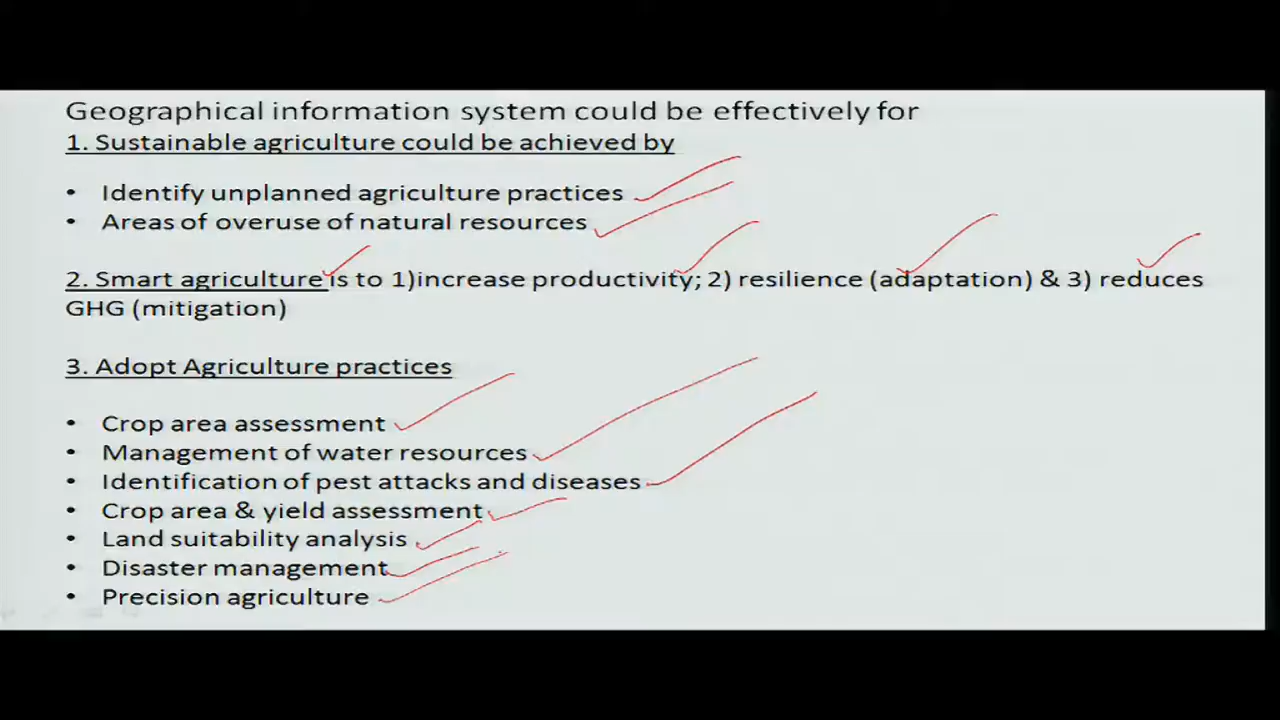 Geographical information system could be effectively for
1. Sustainable agriculture could be achieved by
• Identify unplanned agriculture practices
• Areas of overuse of natural resources
2. Smart agriculture is to 1)increase productivity; 2) resilience (adaptation) & 3) reduces
GHG (mitigation)
3. Adopt Agriculture practices
• Crop area assessment
• Management of water resources
• Identification of pest attacks and diseases
• Crop area & yield assessment
• Land suitability analysis
• Disaster management
• Precision agriculture